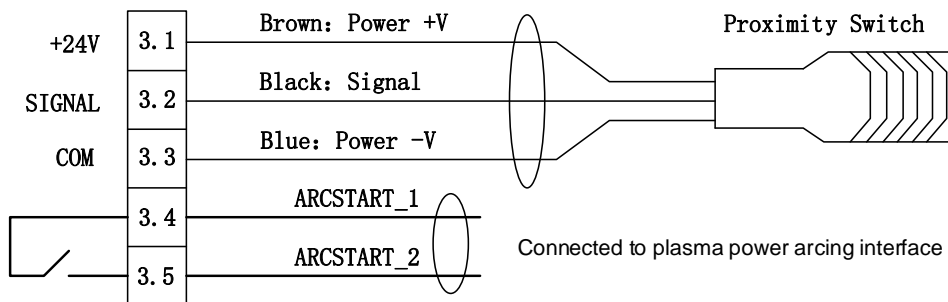 Brown: Power +V
Proximity Switch
+24V
3.1
Black: Signal
SIGNAL
3.2
Blue: Power -V
COM
3.3
ARCSTART_1
3.4
ARCSTART_2
Connected to plasma power arcing interface
3.5